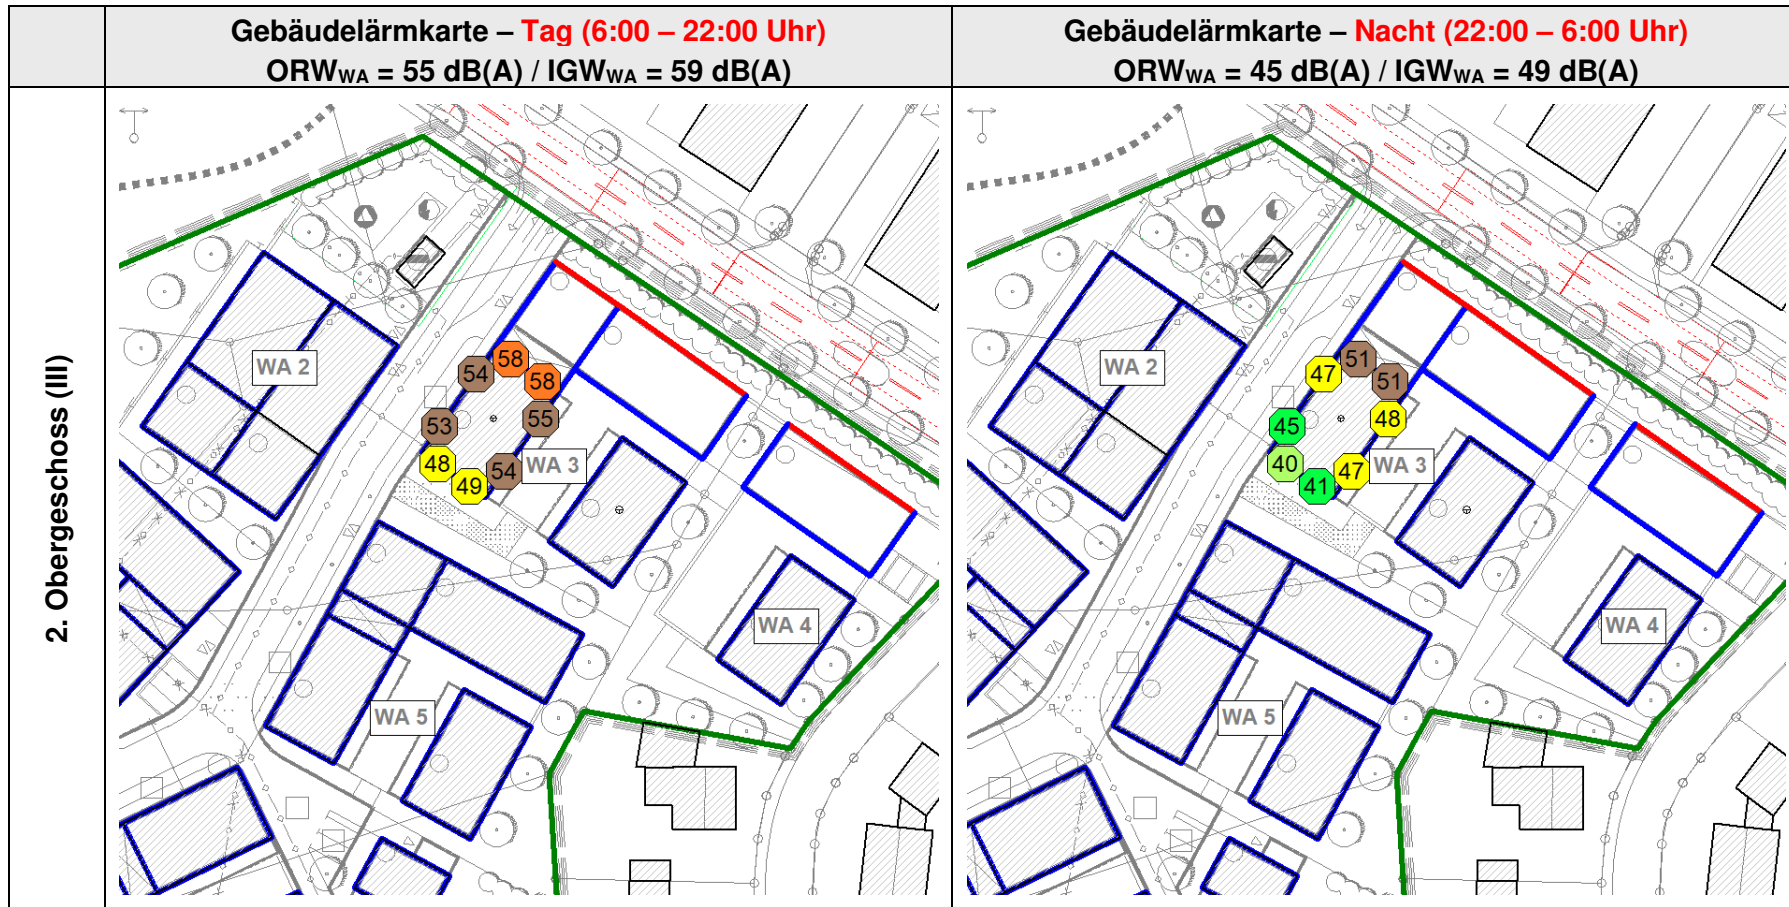 Gebäudelärmkarte – Tag (6:00 – 22:00 Uhr)
ORWWA = 55 dB(A) / IGWWA = 59 dB(A)
Gebäudelärmkarte – Nacht (22:00 – 6:00 Uhr)
ORWWA = 45 dB(A) / IGWWA = 49 dB(A)
2. Obergeschoss (III)
WA 2
58
54
58
55
53
48
54
49
WA 3
WA 4
WA 5
WA 2
51
47
51
48
45
40
47
41
WA 3
WA 4
WA 5